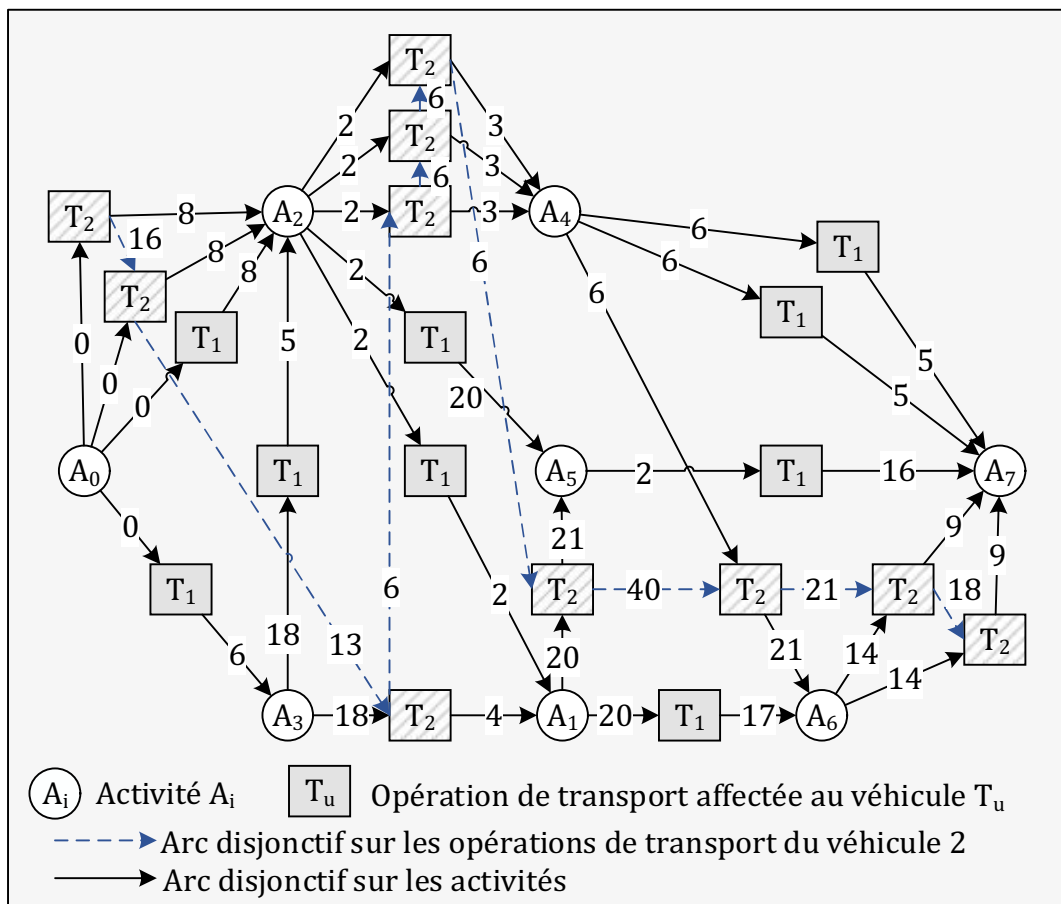 T₂
2
6
3
T₂
2
6
3
T₂
8
A₂
2
T₂
3
A₄
6
T₁
16
T₂
8
8
2
6
6
6
T₁
0
0
T₁
0
5
2
T₁
20
5
5
A₀
T₁
T₁
A₅
2
T₁
16
A₇
0
21
9
T₁
6
2
T₂
40
T₂
21
T₂
18
9
6
18
13
20
21
14
T₂
14
A₃
18
T₂
4
A₁
20
T₁
17
A₆
Aᵢ Activité Aᵢ Tᵤ Opération de transport affectée au véhicule Tᵤ
Arc disjonctif sur les opérations de transport du véhicule 2
Arc disjonctif sur les activités